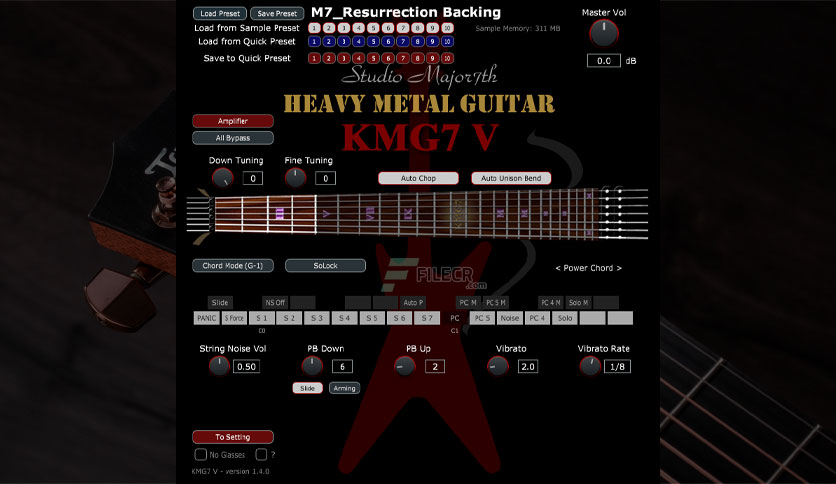 Load Preset Save Preset M7_Resurrection Backing Master Vol
Load from Sample Preset 1 2 3 4 5 6 7 8 9 10 Sample Memory: 311 MB
Load from Quick Preset 1 2 3 4 5 6 7 8 9 10
Save to Quick Preset 1 2 3 4 5 6 7 8 9 10
0.0 dB
Studio Major7th
HEAVY METAL GUITAR
KMG7 V
Amplifier
All Bypass
Down Tuning Fine Tuning
0 0 Auto Chop Auto Unison Bend
III V VII IX
Chord Mode (G-1) SoLock < Power Chord >
FILECR
.com
Slide NS Off Auto P PC M PC 5 M PC 4 M Solo M
PANIC S Force S 1 S 2 S 3 S 4 S 5 S 6 S 7 PC PC 5 Noise PC 4 Solo
C0 C1
String Noise Vol PB Down PB Up Vibrato Vibrato Rate
0.50 6 2 2.0 1/8
Slide Arming
To Setting
No Glasses ?
KMG7 V - version 1.4.0